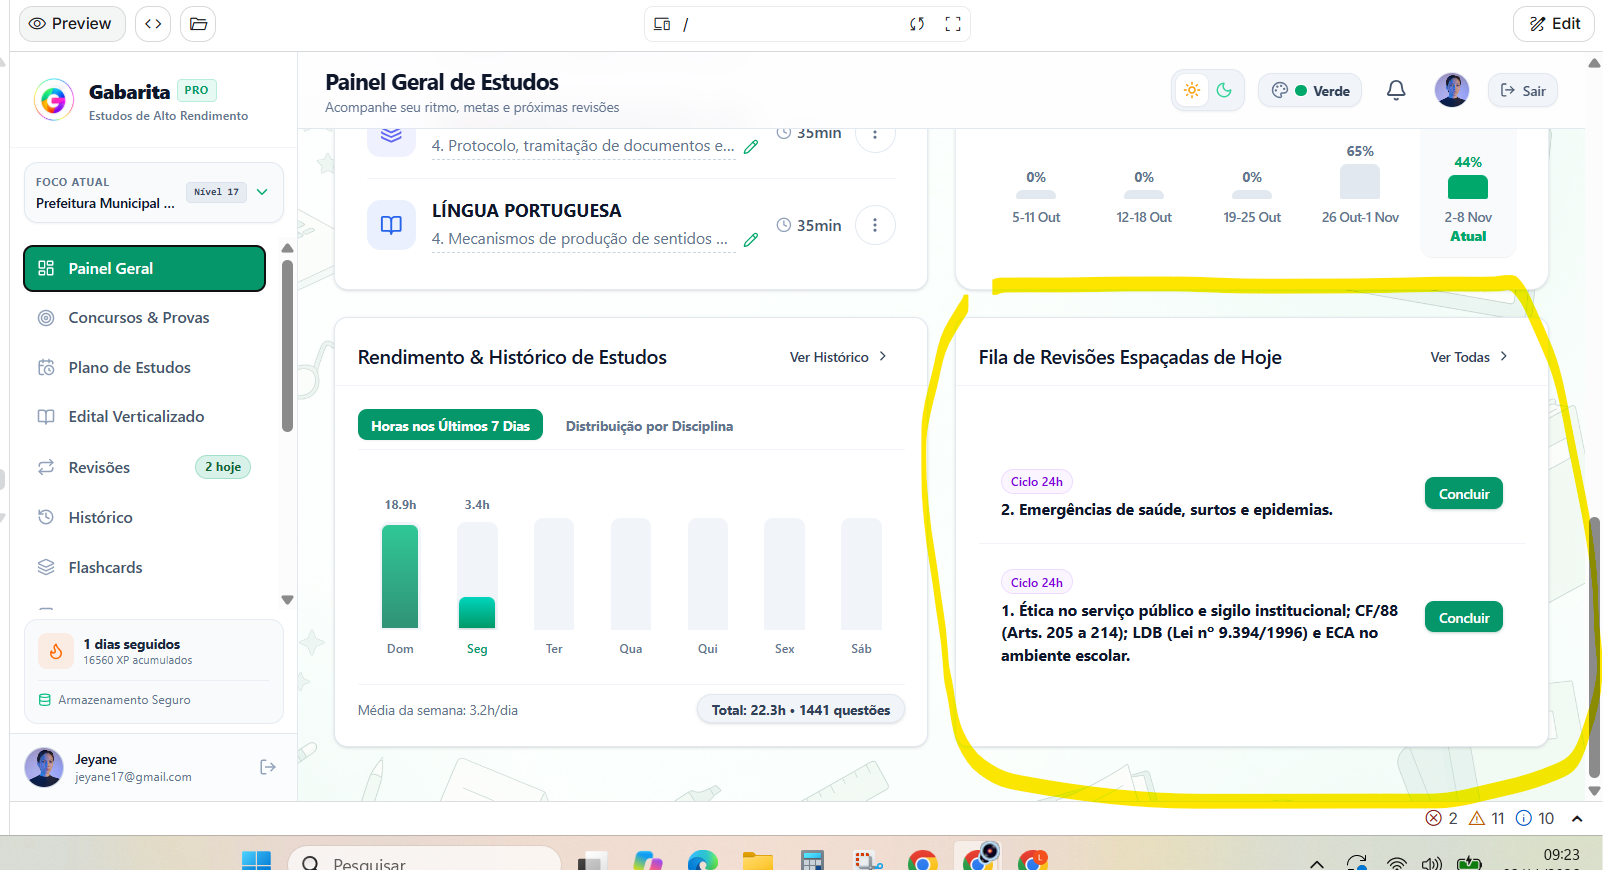 Preview
/
Edit
Gabarita PRO
Estudos de Alto Rendimento
FOCO ATUAL
Prefeitura Municipal ...
Nível 17
Painel Geral
Concursos & Provas
Plano de Estudos
Edital Verticalizado
Revisões
2 hoje
Histórico
Flashcards
1 dias seguidos
16560 XP acumulados
Armazenamento Seguro
Jeyane
jeyane17@gmail.com
Painel Geral de Estudos
Acompanhe seu ritmo, metas e próximas revisões
Verde
Sair
4. Protocolo, tramitação de documentos e...
35min
LÍNGUA PORTUGUESA
4. Mecanismos de produção de sentidos ...
35min
0%
0%
0%
65%
44%
5-11 Out
12-18 Out
19-25 Out
26 Out-1 Nov
2-8 Nov
Atual
Rendimento & Histórico de Estudos
Ver Histórico
Horas nos Últimos 7 Dias
Distribuição por Disciplina
18.9h
3.4h
Dom
Seg
Ter
Qua
Qui
Sex
Sáb
Média da semana: 3.2h/dia
Total: 22.3h • 1441 questões
Fila de Revisões Espaçadas de Hoje
Ver Todas
Ciclo 24h
2. Emergências de saúde, surtos e epidemias.
Concluir
Ciclo 24h
1. Ética no serviço público e sigilo institucional; CF/88
(Arts. 205 a 214); LDB (Lei nº 9.394/1996) e ECA no
ambiente escolar.
Concluir
2
11
10
Pesquisar
09:23